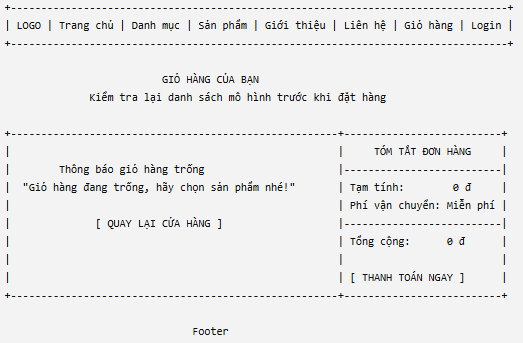 LOGO | Trang chủ | Danh mục | Sản phẩm | Giới thiệu | Liên hệ | Giỏ hàng | Login
GIỎ HÀNG CỦA BẠN
Kiểm tra lại danh sách mô hình trước khi đặt hàng
Thông báo giỏ hàng trống
"Giỏ hàng đang trống, hãy chọn sản phẩm nhé!"
[ QUAY LẠI CỬA HÀNG ]
TÓM TẮT ĐƠN HÀNG
Tạm tính: 0 đ
Phí vận chuyển: Miễn phí
Tổng cộng: 0 đ
[ THANH TOÁN NGAY ]
Footer